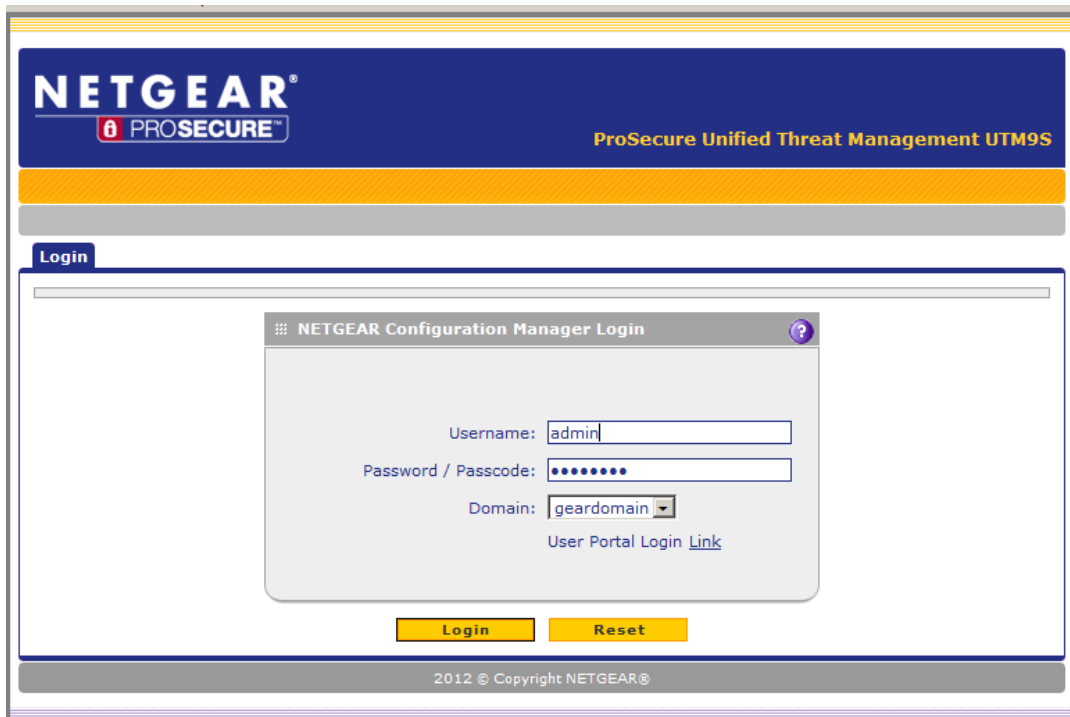 NETGEAR®
PROSECURE™
ProSecure Unified Threat Management UTM9S
Login
NETGEAR Configuration Manager Login
?
Username: admin
Password / Passcode: ••••••••
Domain: geardomain
User Portal Login Link
Login Reset
2012 © Copyright NETGEAR®